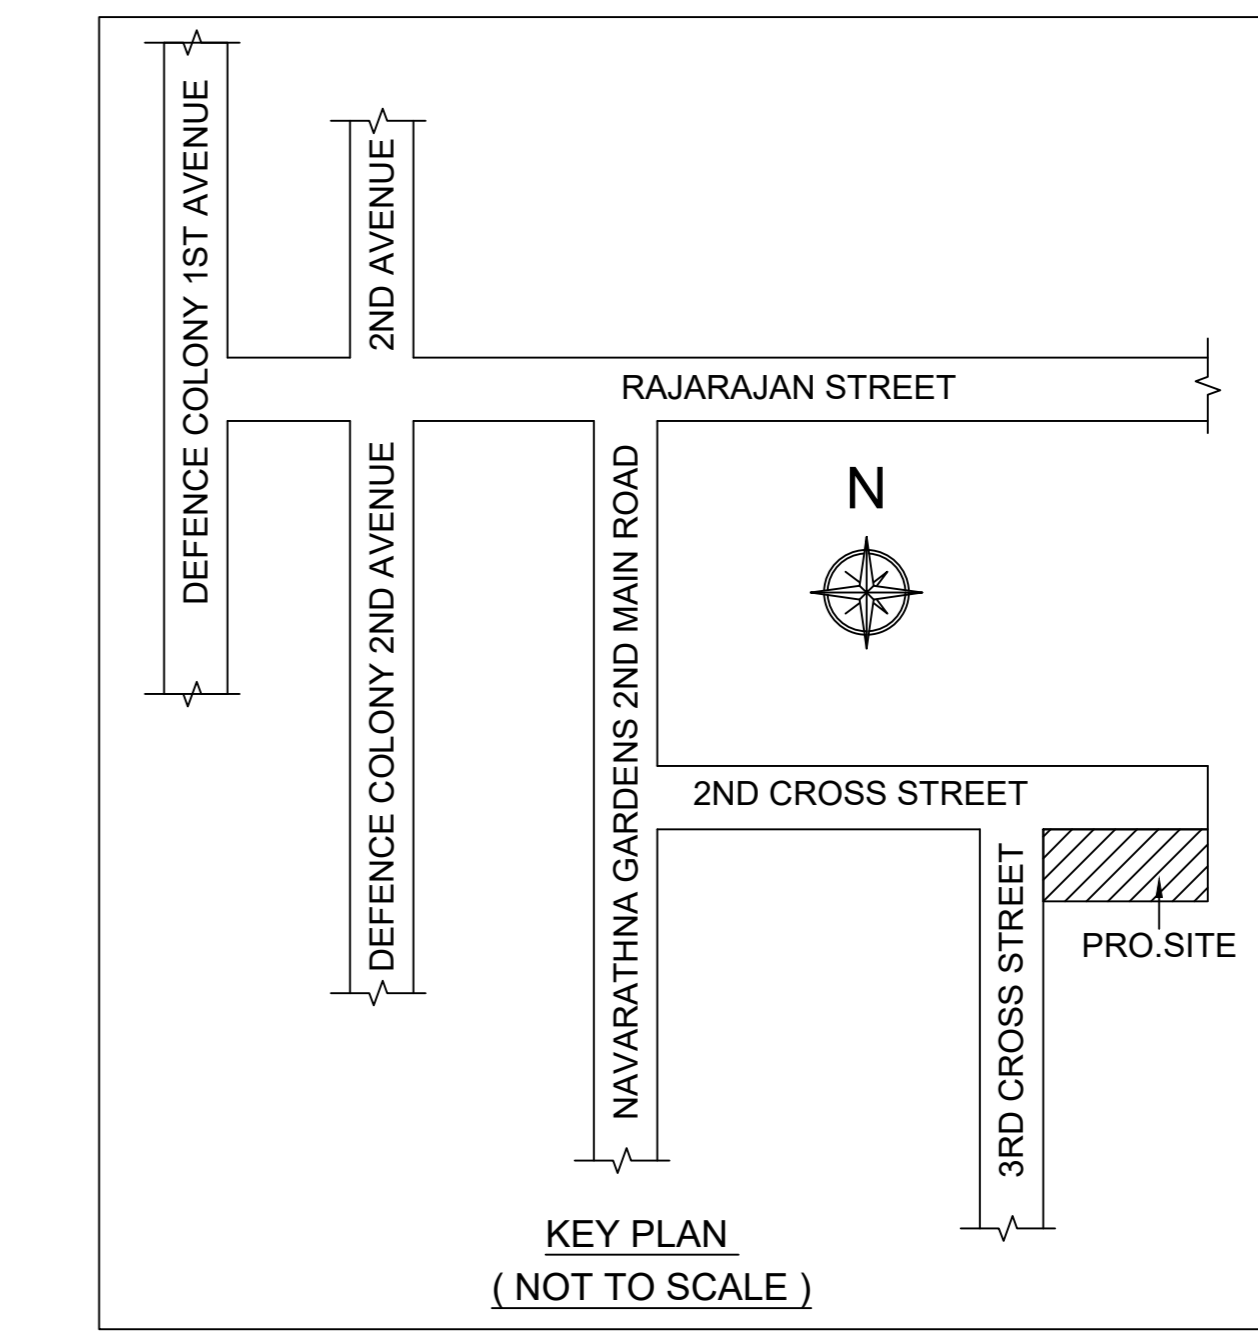 DEFENCE COLONY 1ST AVENUE
2ND AVENUE
RAJARAJAN STREET
DEFENCE COLONY 2ND AVENUE
NAVARATHNA GARDENS 2ND MAIN ROAD
N
2ND CROSS STREET
3RD CROSS STREET
PRO.SITE
KEY PLAN
( NOT TO SCALE )